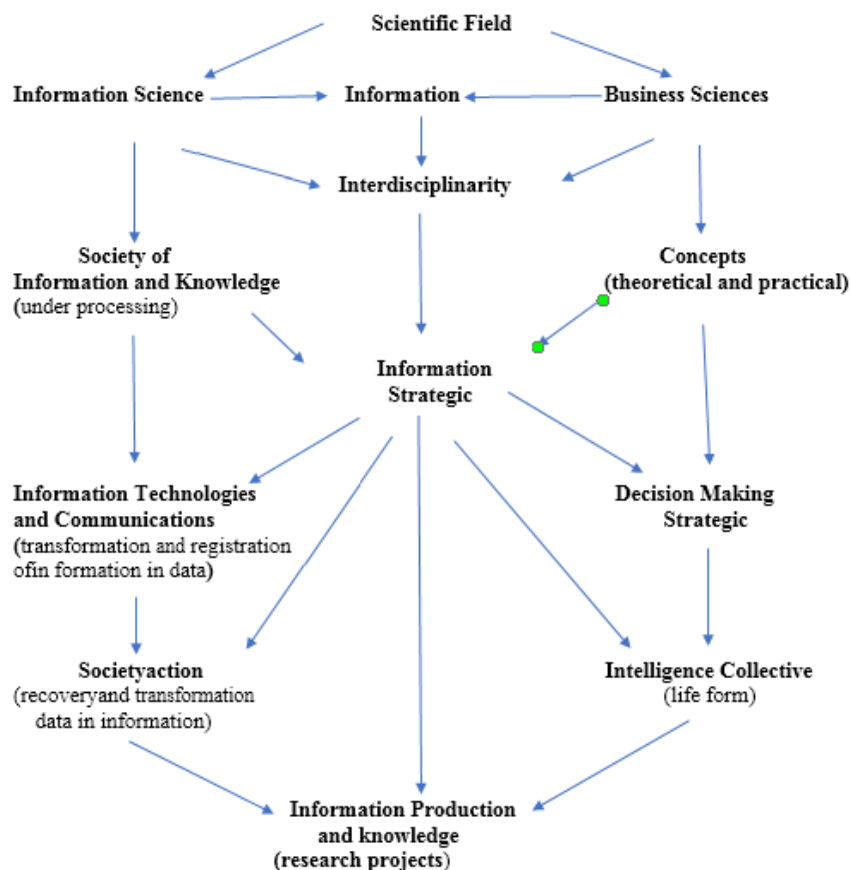 Scientific Field
Information Science
Information
Business Sciences
Interdisciplinarity
Society of
Information and Knowledge
(under processing)
Concepts
(theoretical and practical)
Information
Strategic
Information Technologies
and Communications
(transformation and registration
ofin formation in data)
Decision Making
Strategic
Societyaction
(recoveryand transformation
data in information)
Intelligence Collective
(life form)
Information Production
and knowledge
(research projects)